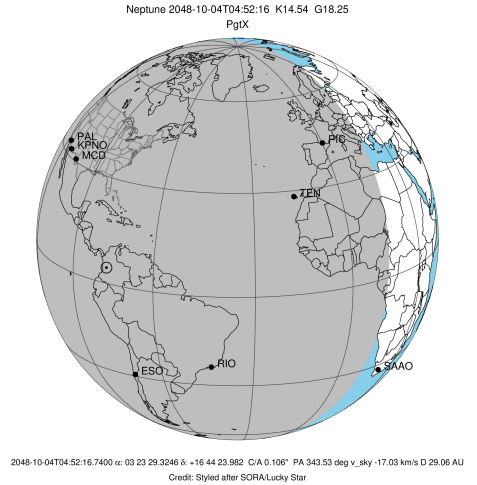 Neptune 2048-10-04T04:52:16 K14.54 G18.25
PgtX
PAL
KPNO
MCD
PIC
TEN
ESO
RIO
SAAO
2048-10-04T04:52:16.7400 α: 03 23 29.3246 δ: +16 44 23.982 C/A 0.106" PA 343.53 deg v_sky -17.03 km/s D 29.06 AU
Credit: Styled after SORA/Lucky Star